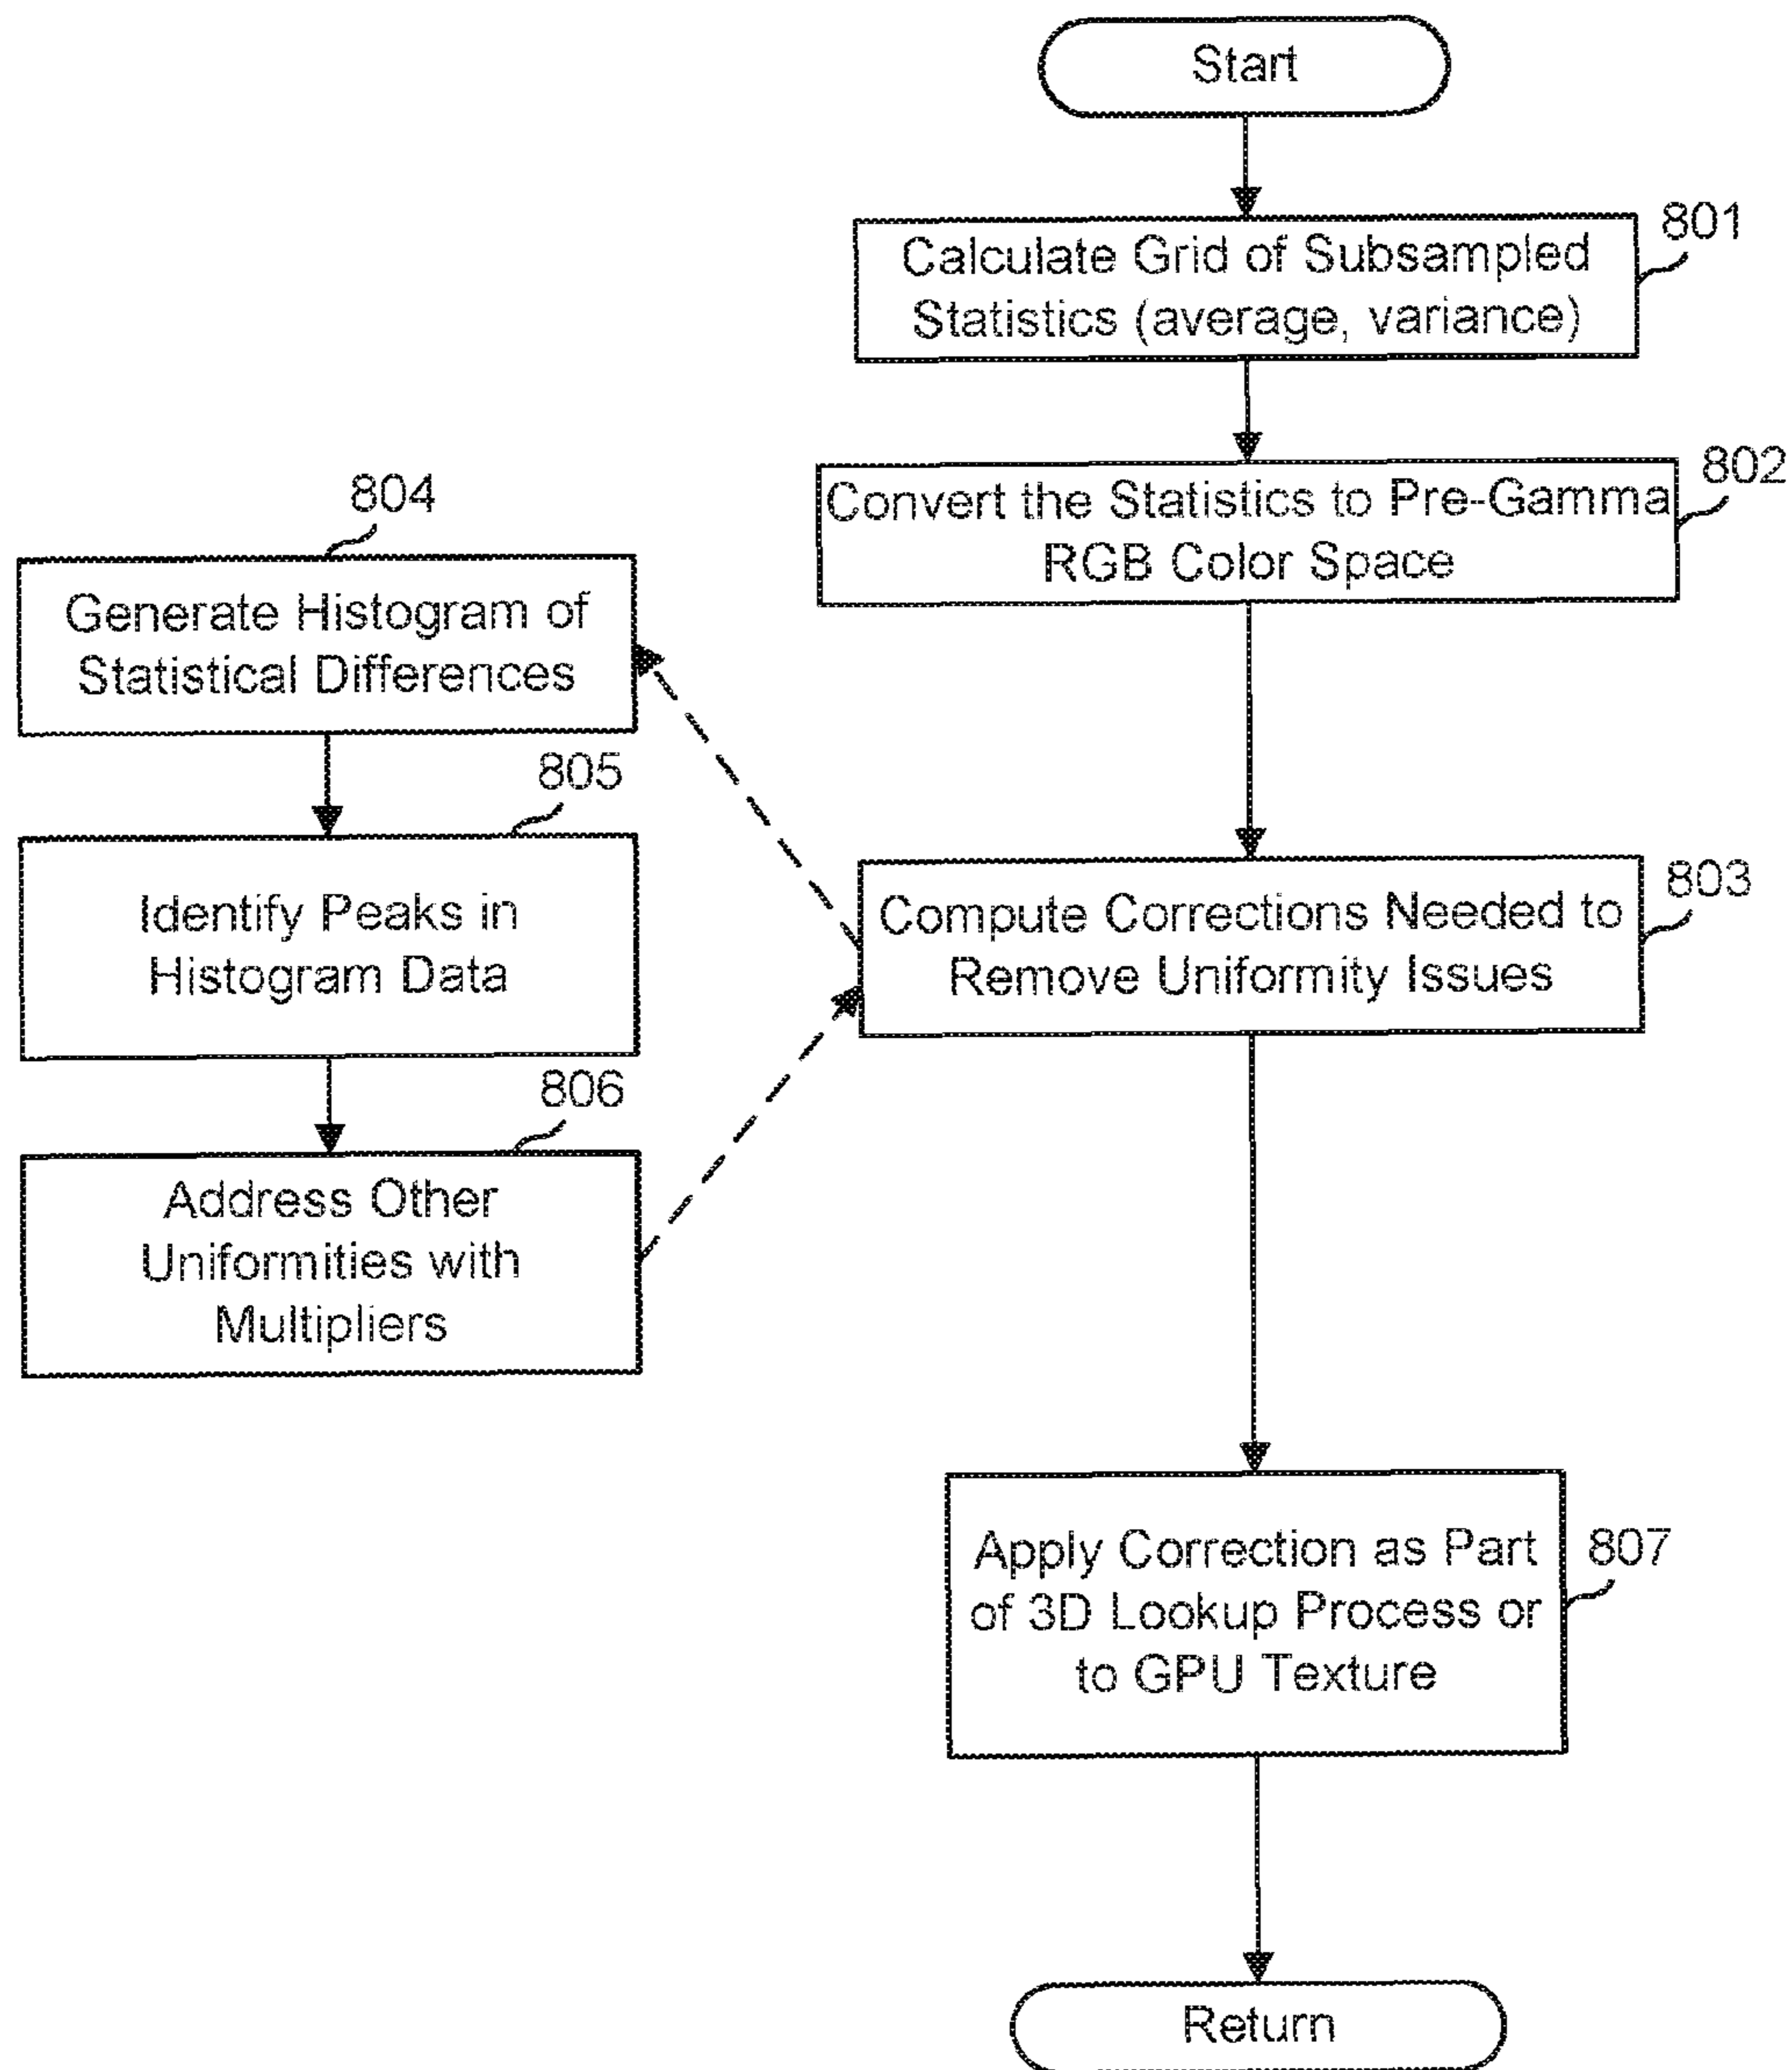 Start
801
Calculate Grid of Subsampled
Statistics (average, variance)
802
Convert the Statistics to Pre-Gamma
RGB Color Space
803
Compute Corrections Needed to
Remove Uniformity Issues
804
Generate Histogram of
Statistical Differences
805
Identify Peaks in
Histogram Data
806
Address Other
Uniformities with
Multipliers
807
Apply Correction as Part
of 3D Lookup Process or
to GPU Texture
Return